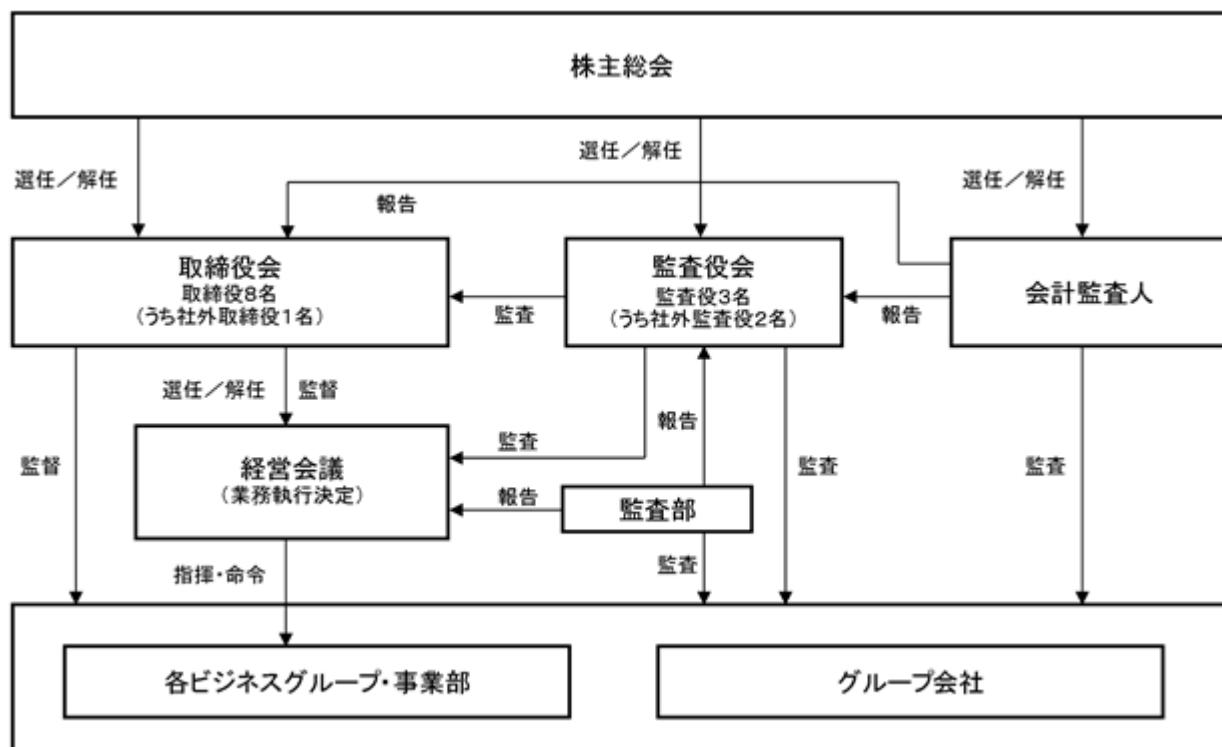 株主総会
選任／解任
選任／解任
選任／解任
報告
取締役会
取締役8名
（うち社外取締役1名）
監査
監査役会
監査役3名
（うち社外監査役2名）
報告
会計監査人
選任／解任
監督
監督
監査
報告
監査
監査
経営会議
（業務執行決定）
報告
監査部
指揮・命令
監査
各ビジネスグループ・事業部
グループ会社